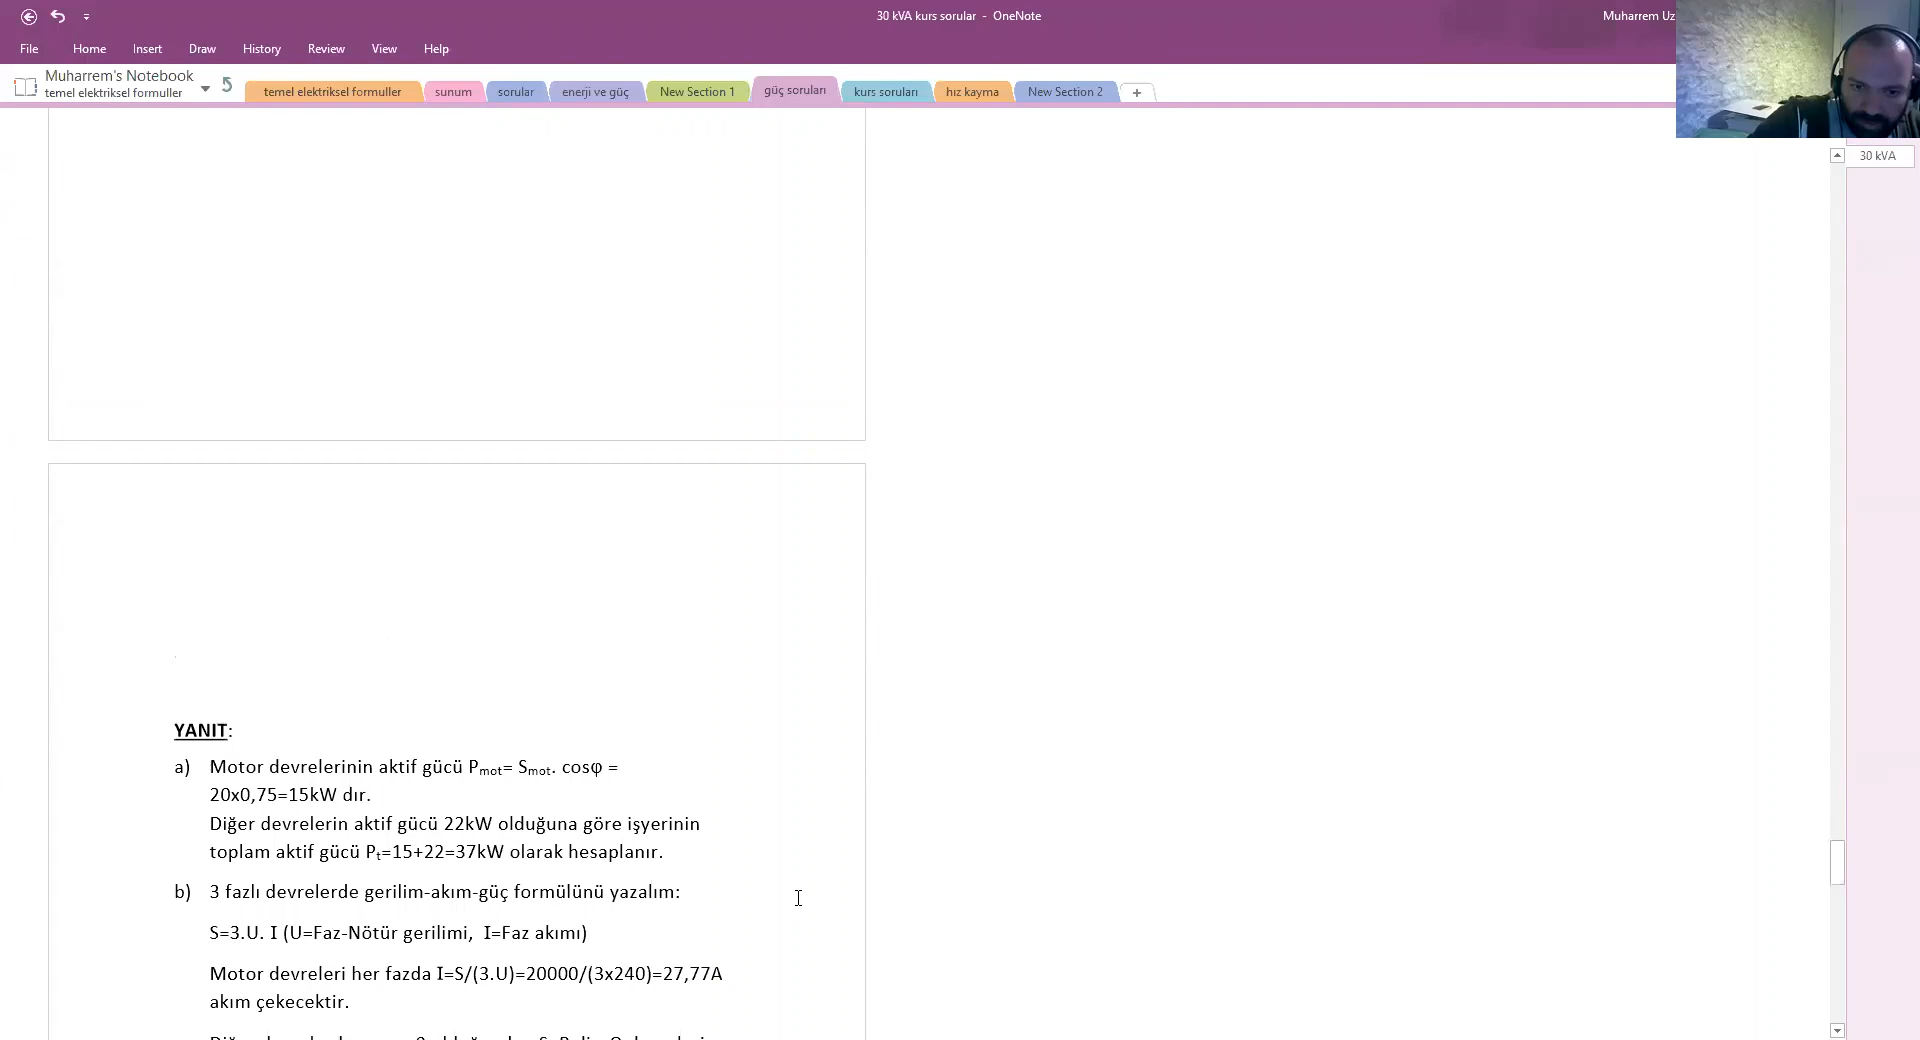 30 kVA kurs sorular - OneNote
Muharrem Uz
File Home Insert Draw History Review View Help
Muharrem's Notebook
temel elektriksel formuller
temel elektriksel formuller sunum sorular enerji ve güç New Section 1 güç soruları kurs soruları hız kayma New Section 2 +
30 kVA
YANIT:
a) Motor devrelerinin aktif gücü Pmot= Smot. cosφ =
20x0,75=15kW dır.
Diğer devrelerin aktif gücü 22kW olduğuna göre işyerinin
toplam aktif gücü Pt=15+22=37kW olarak hesaplanır.
b) 3 fazlı devrelerde gerilim-akım-güç formülünü yazalım:
S=3.U. I (U=Faz-Nötür gerilimi, I=Faz akımı)
Motor devreleri her fazda I=S/(3.U)=20000/(3x240)=27,77A
akım çekecektir.